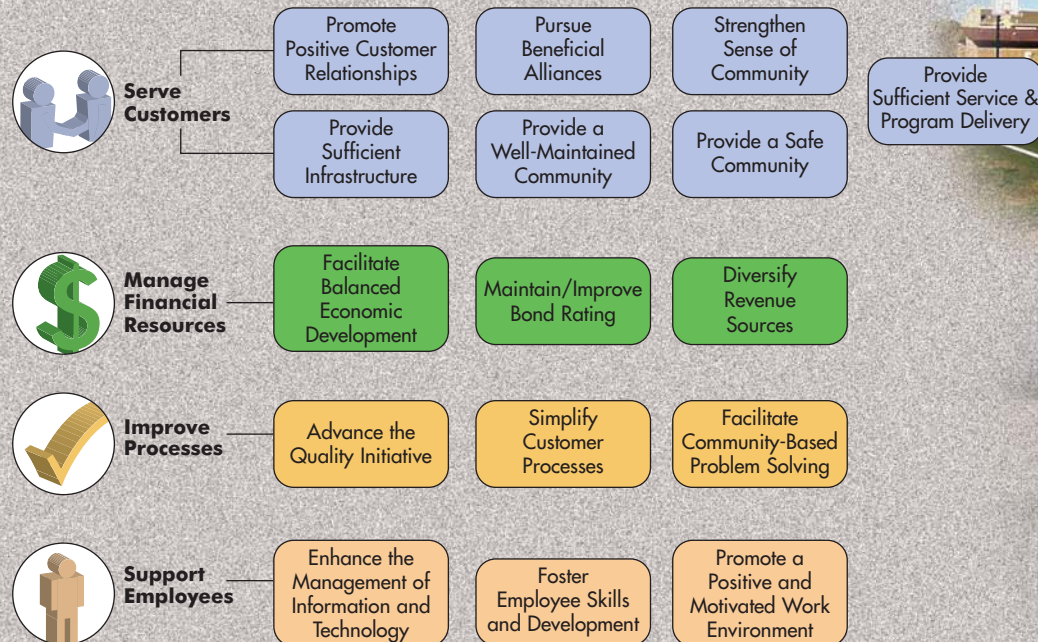 Serve
Customers
Promote
Positive Customer
Relationships
Pursue
Beneficial
Alliances
Strengthen
Sense of
Community
Provide
Sufficient Service &
Program Delivery
Provide
Sufficient
Infrastructure
Provide a
Well-Maintained
Community
Provide a Safe
Community
Manage
Financial
Resources
Facilitate
Balanced
Economic
Development
Maintain/Improve
Bond Rating
Diversify
Revenue
Sources
Improve
Processes
Advance the
Quality Initiative
Simplify
Customer
Processes
Facilitate
Community-Based
Problem Solving
Support
Employees
Enhance the
Management of
Information and
Technology
Foster
Employee Skills
and Development
Promote a
Positive and
Motivated Work
Environment